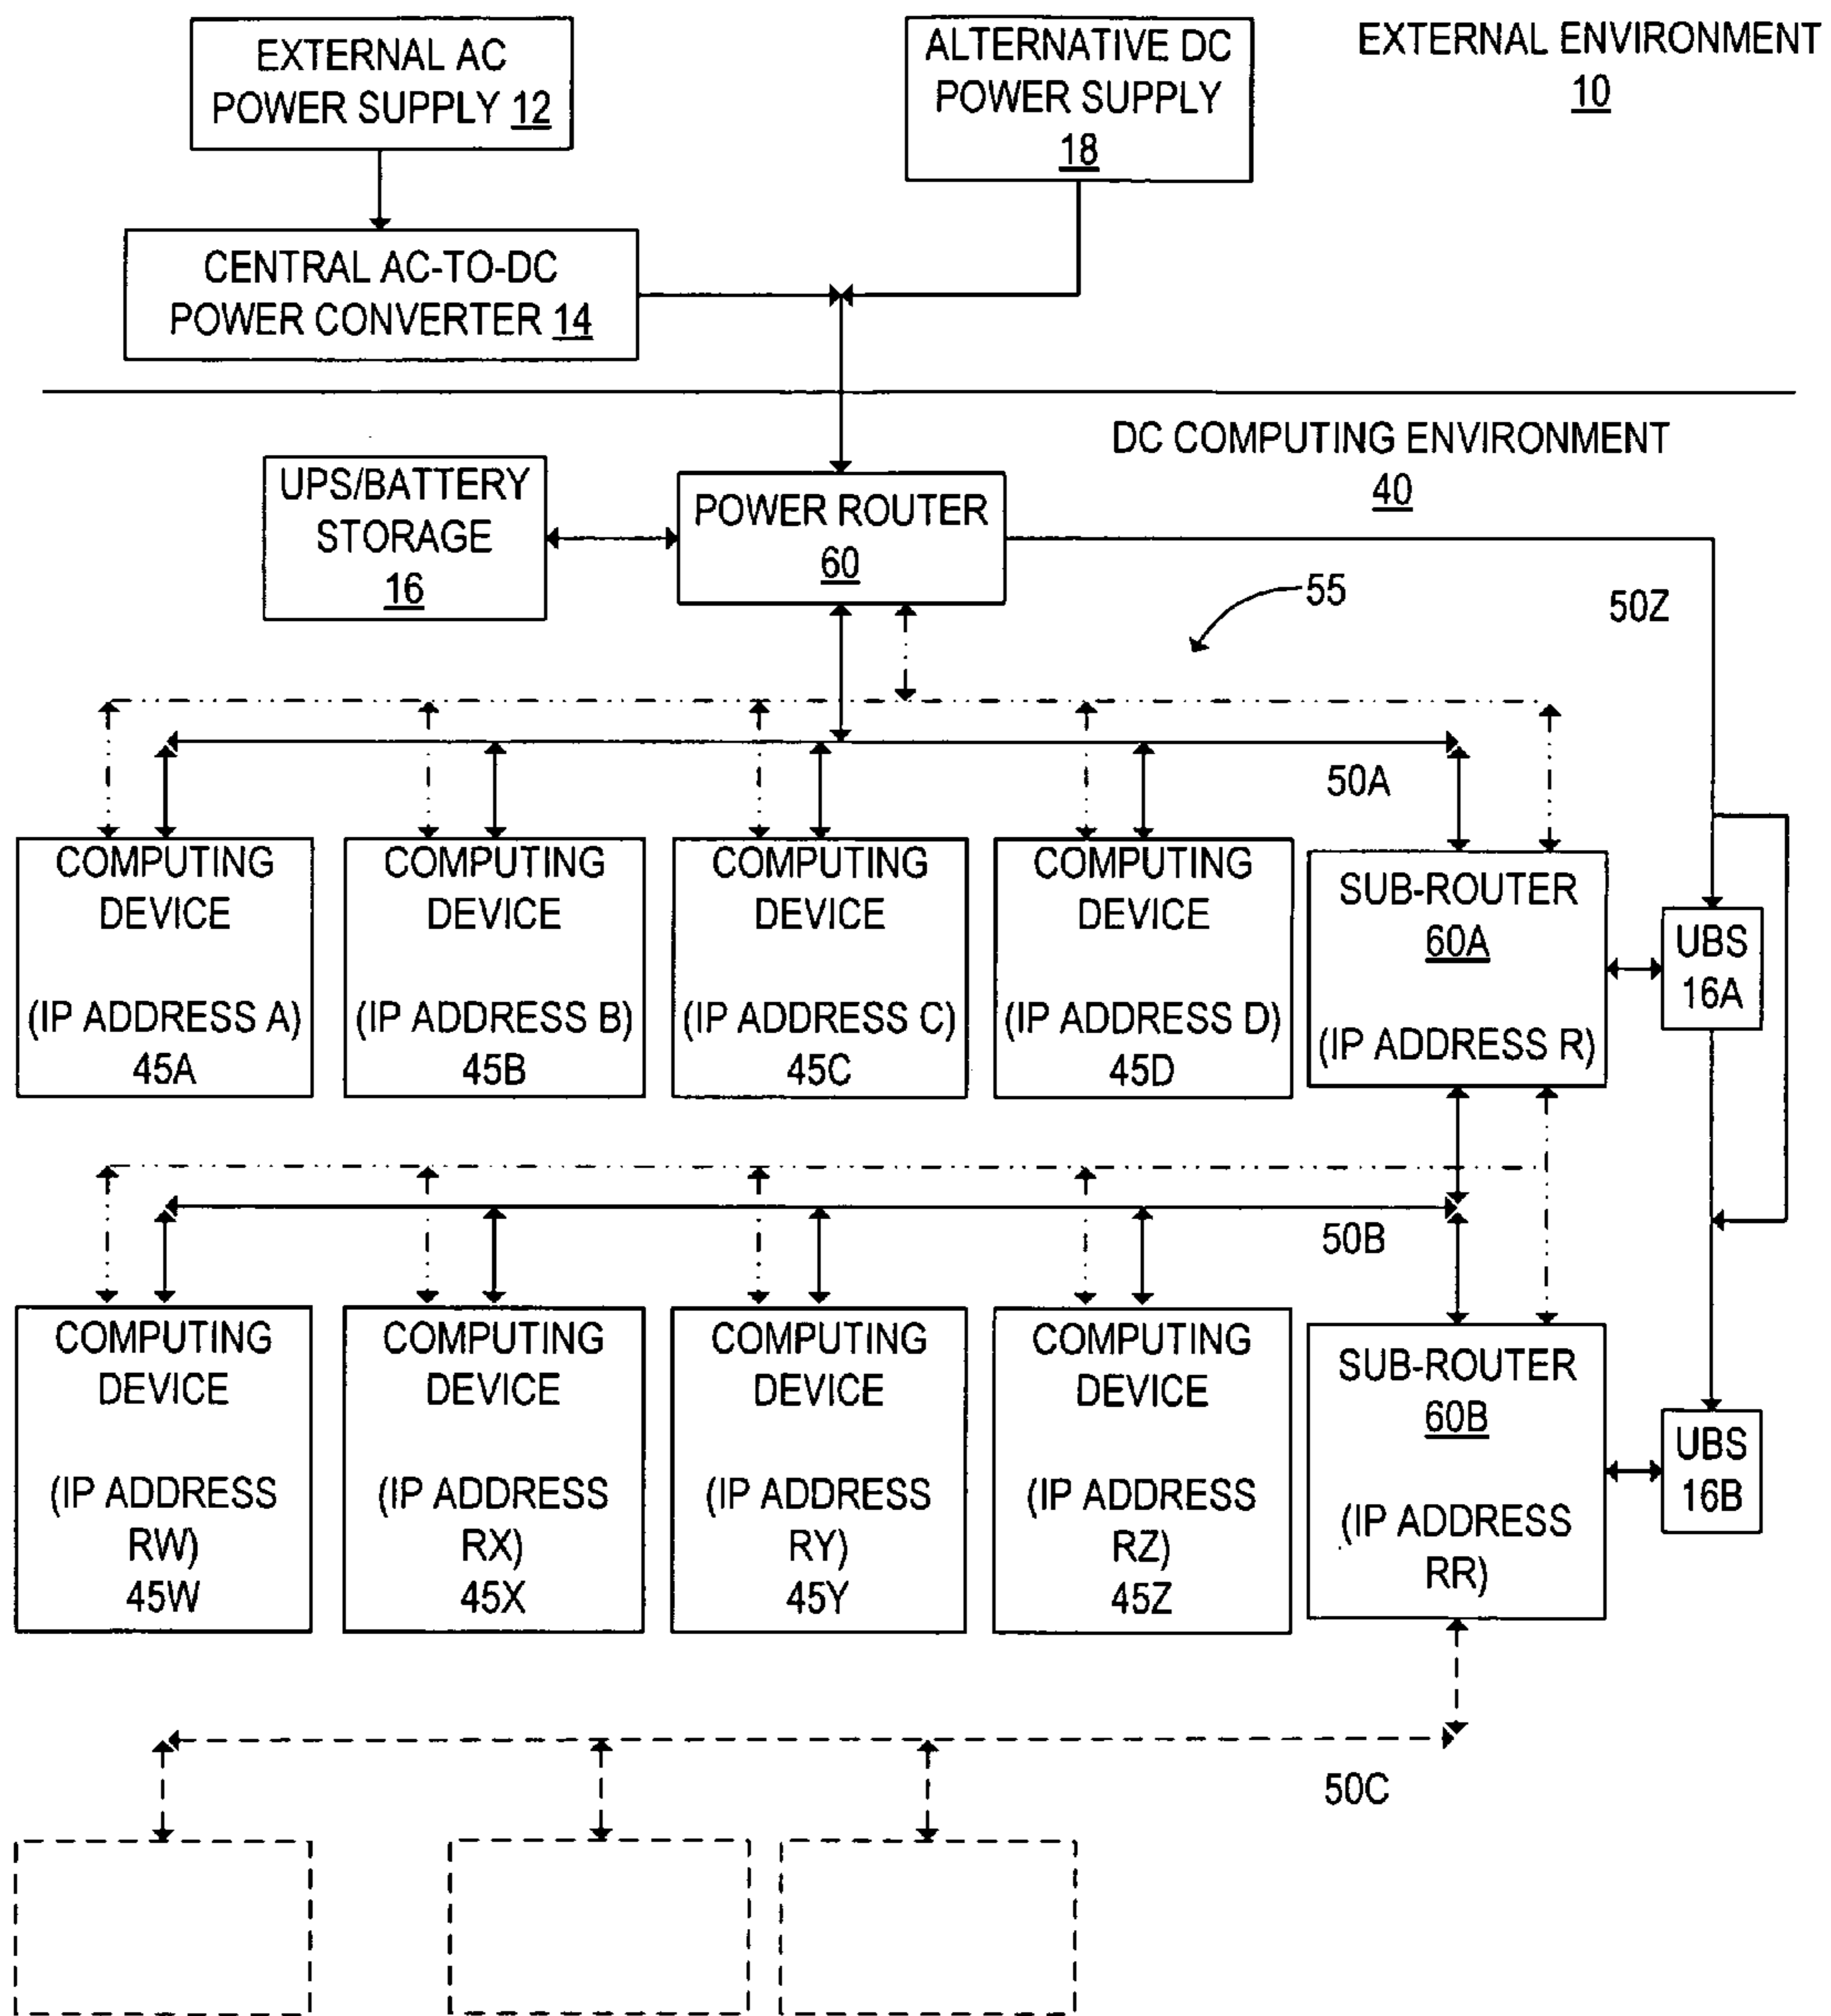 EXTERNAL AC
POWER SUPPLY 12
ALTERNATIVE DC
POWER SUPPLY
18
EXTERNAL ENVIRONMENT
10
CENTRAL AC-TO-DC
POWER CONVERTER 14
DC COMPUTING ENVIRONMENT
40
UPS/BATTERY
STORAGE
16
POWER ROUTER
60
55
50Z
50A
COMPUTING
DEVICE
(IP ADDRESS A)
45A
COMPUTING
DEVICE
(IP ADDRESS B)
45B
COMPUTING
DEVICE
(IP ADDRESS C)
45C
COMPUTING
DEVICE
(IP ADDRESS D)
45D
SUB-ROUTER
60A
(IP ADDRESS R)
UBS
16A
50B
COMPUTING
DEVICE
(IP ADDRESS
RW)
45W
COMPUTING
DEVICE
(IP ADDRESS
RX)
45X
COMPUTING
DEVICE
(IP ADDRESS
RY)
45Y
COMPUTING
DEVICE
(IP ADDRESS
RZ)
45Z
SUB-ROUTER
60B
(IP ADDRESS
RR)
UBS
16B
50C